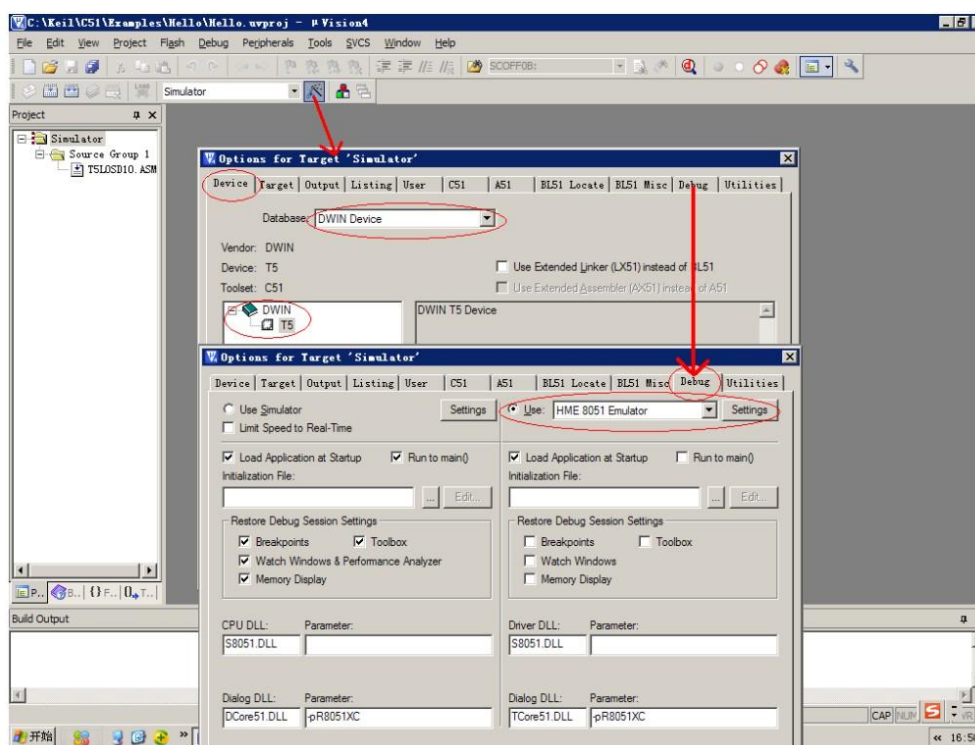 C:\Keil\C51\Examples\Hello\Hello.uvproj - µVision4
File Edit View Project Flash Debug Peripherals Tools SVCS Window Help
SCOFF0B:
Simulator
Project
Simulator
Source Group 1
T5LOSD10.ASM
Options for Target 'Simulator'
Device Target Output Listing User C51 A51 BL51 Locate BL51 Misc Debug Utilities
Database: DWIN Device
Vendor: DWIN
Device: T5
Toolset: C51
Use Extended Linker (LX51) instead of BL51
Use Extended Assembler (AX51) instead of A51
DWIN
T5
DWIN T5 Device
Options for Target 'Simulator'
Device Target Output Listing User C51 A51 BL51 Locate BL51 Misc Debug Utilities
Use Simulator Settings
Limit Speed to Real-Time
Use: HME 8051 Emulator Settings
Load Application at Startup Run to main()
Initialization File:
... Edit...
Load Application at Startup Run to main()
Initialization File:
... Edit...
Restore Debug Session Settings
Breakpoints Toolbox
Watch Windows & Performance Analyzer
Memory Display
Restore Debug Session Settings
Breakpoints Toolbox
Watch Windows
Memory Display
CPU DLL: Parameter:
S8051.DLL
Driver DLL: Parameter:
S8051.DLL
Dialog DLL: Parameter:
DCore51.DLL -pR8051XC
Dialog DLL: Parameter:
TCore51.DLL -pR8051XC
P.. B.. {} F.. T..
Build Output
CAP NUM
开始